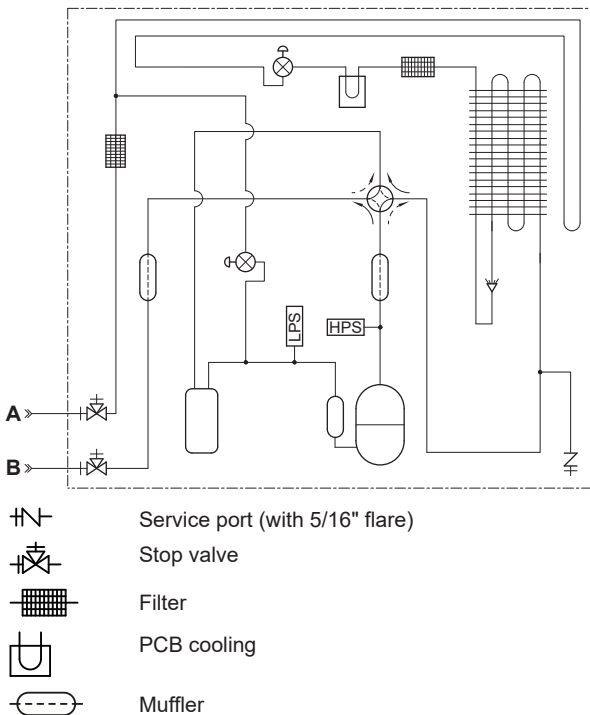 LPS
HPS
A
B
Service port (with 5/16" flare)
Stop valve
Filter
PCB cooling
Muffler